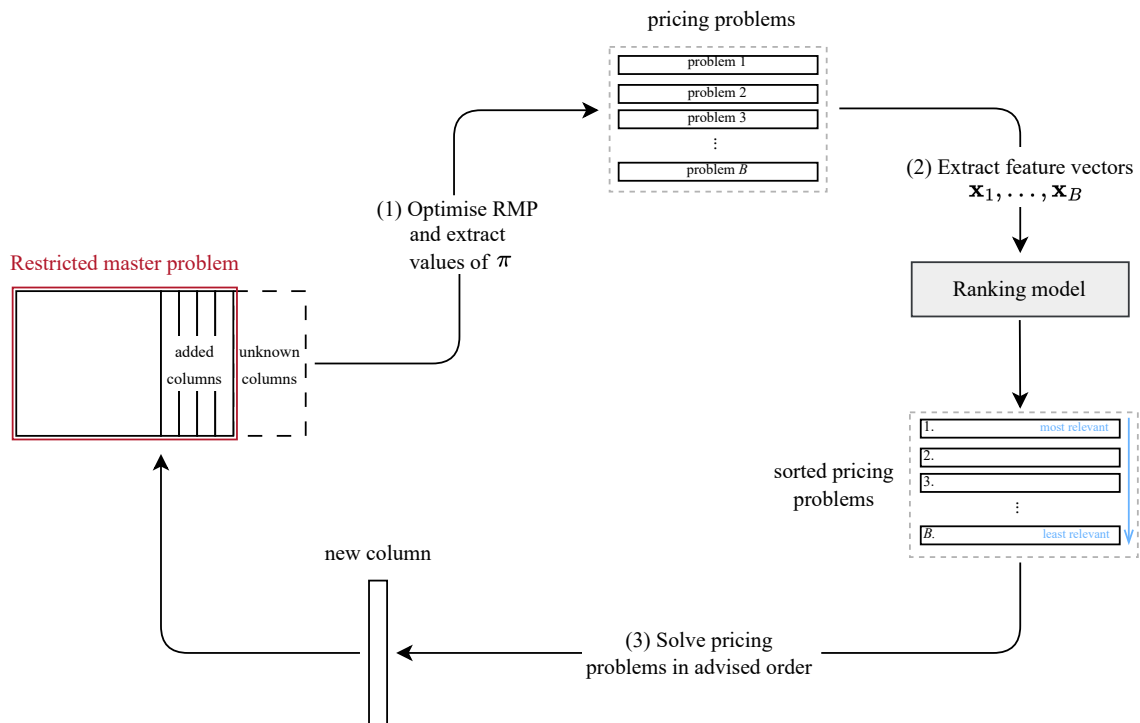 pricing problems
problem 1
problem 2
problem 3
⋮
problem B
(1) Optimise RMP
and extract
values of π
(2) Extract feature vectors
x₁, . . . , x_B
Restricted master problem
added
columns
unknown
columns
Ranking model
1. most relevant
2.
3.
⋮
B. least relevant
sorted pricing
problems
new column
(3) Solve pricing
problems in advised order